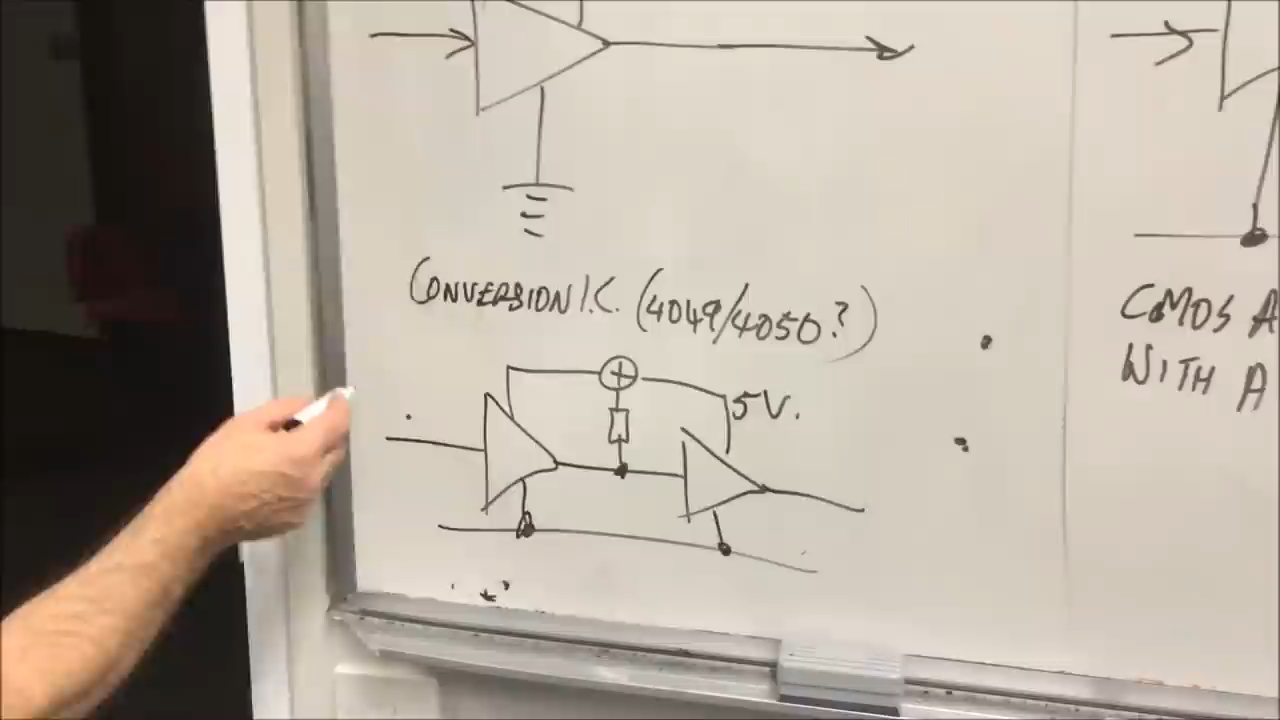 CONVERSION I.C. (4049/4050?)
+
5V.
CMOS A
WITH A